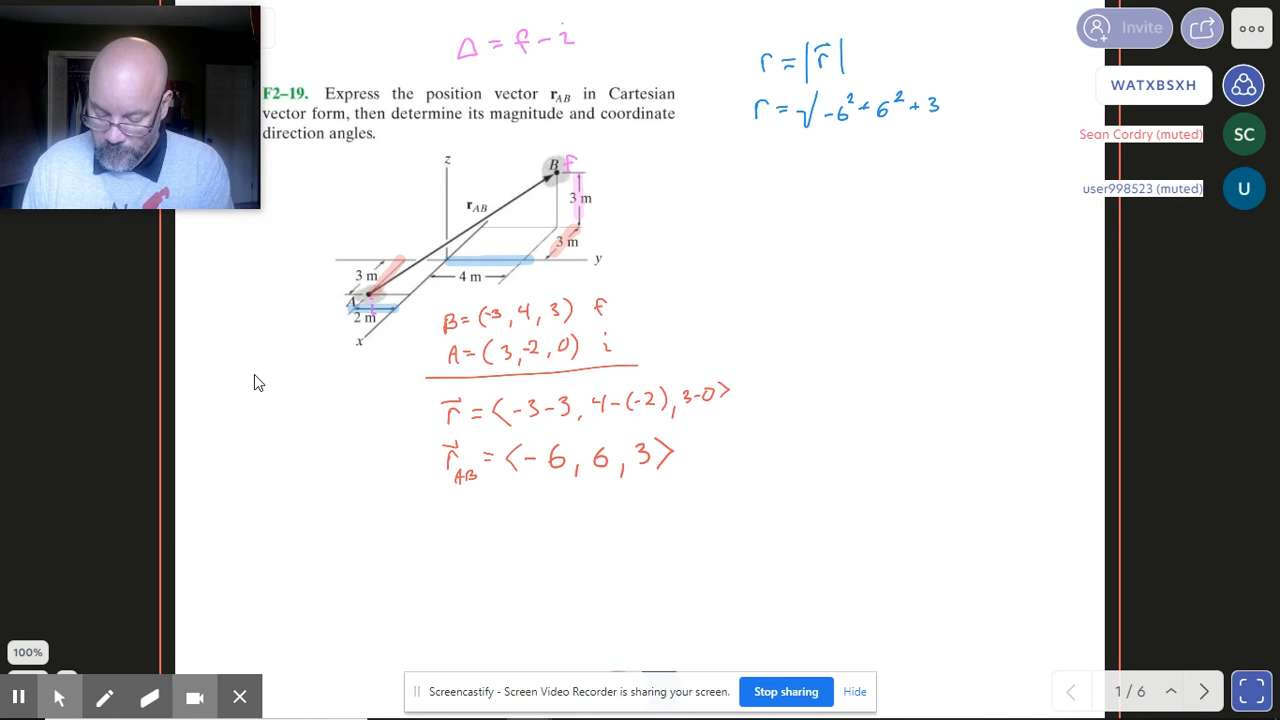 Δ = f - i
r = |r⃗|
r = √-6² + 6² + 3
F2–19. Express the position vector r_AB in Cartesian
vector form, then determine its magnitude and coordinate
direction angles.
z
B f
r_AB
3 m
3 m
y
3 m
4 m
A i
2 m
x
B = (-3, 4, 3) f
A = (3, -2, 0) i
r⃗ = <-3-3, 4-(-2), 3-0>
r⃗_AB = <-6, 6, 3>
Invite
WATXBSXH
Sean Cordry (muted) SC
user998523 (muted) U
100%
Screencastify - Screen Video Recorder is sharing your screen. Stop sharing Hide
1 / 6